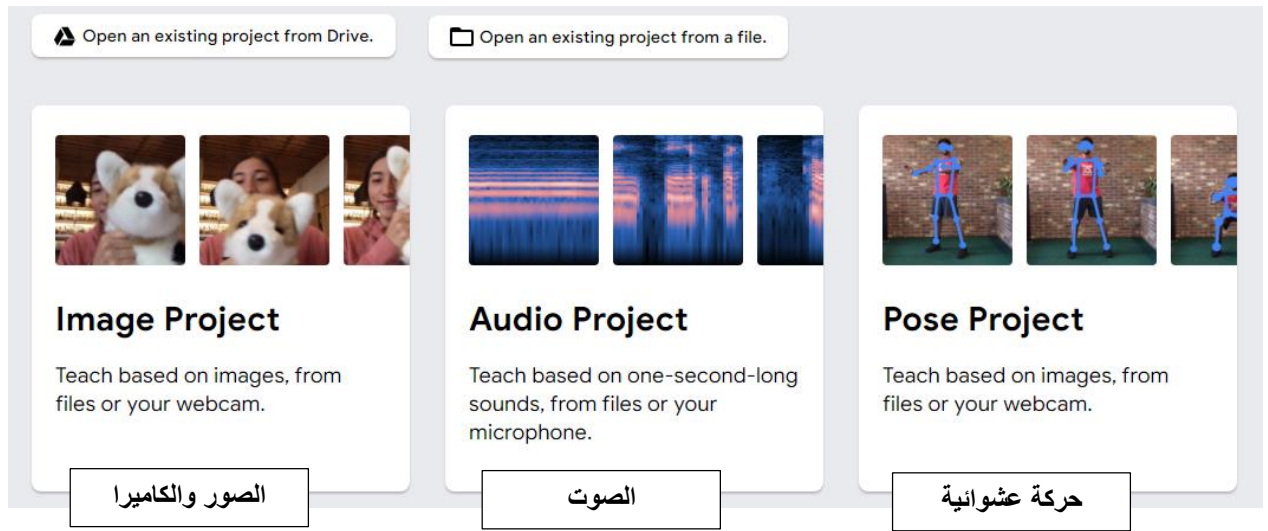 Open an existing project from Drive.
Open an existing project from a file.
Image Project
Teach based on images, from
files or your webcam.
الصور والكاميرا
Audio Project
Teach based on one-second-long
sounds, from files or your
microphone.
الصوت
Pose Project
Teach based on images, from
files or your webcam.
حركة عشوائية